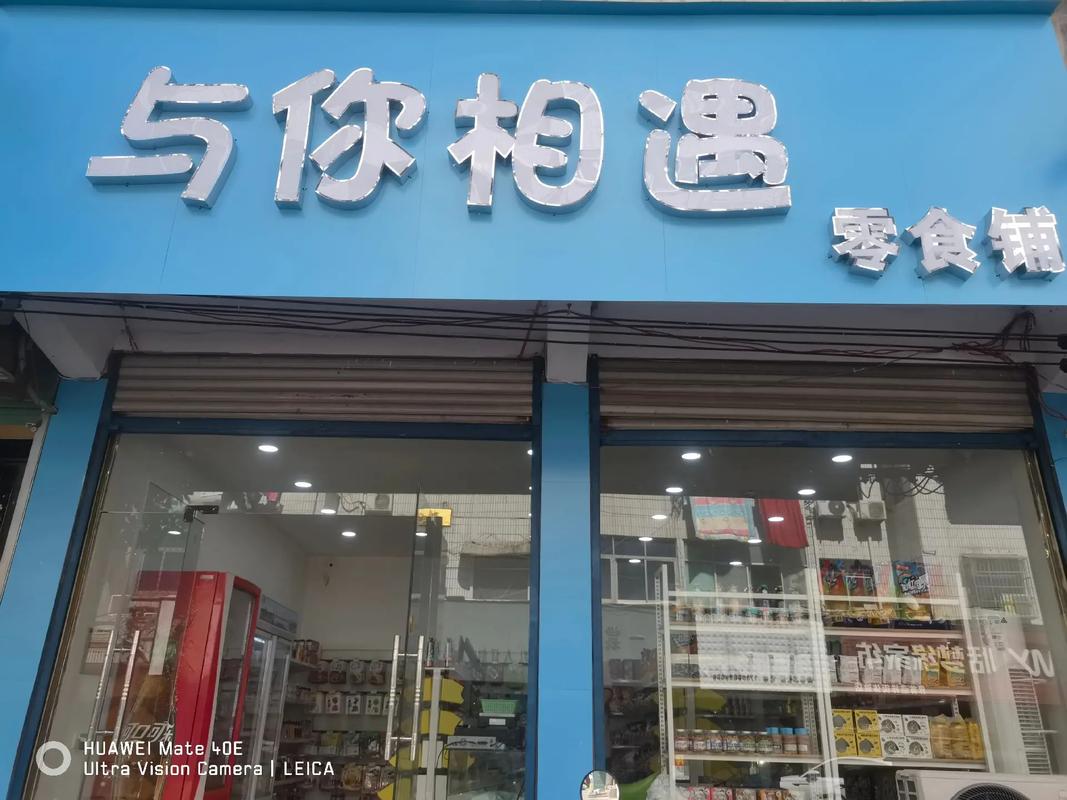 与你相遇
零食铺
HUAWEI Mate 40E
Ultra Vision Camera | LEICA